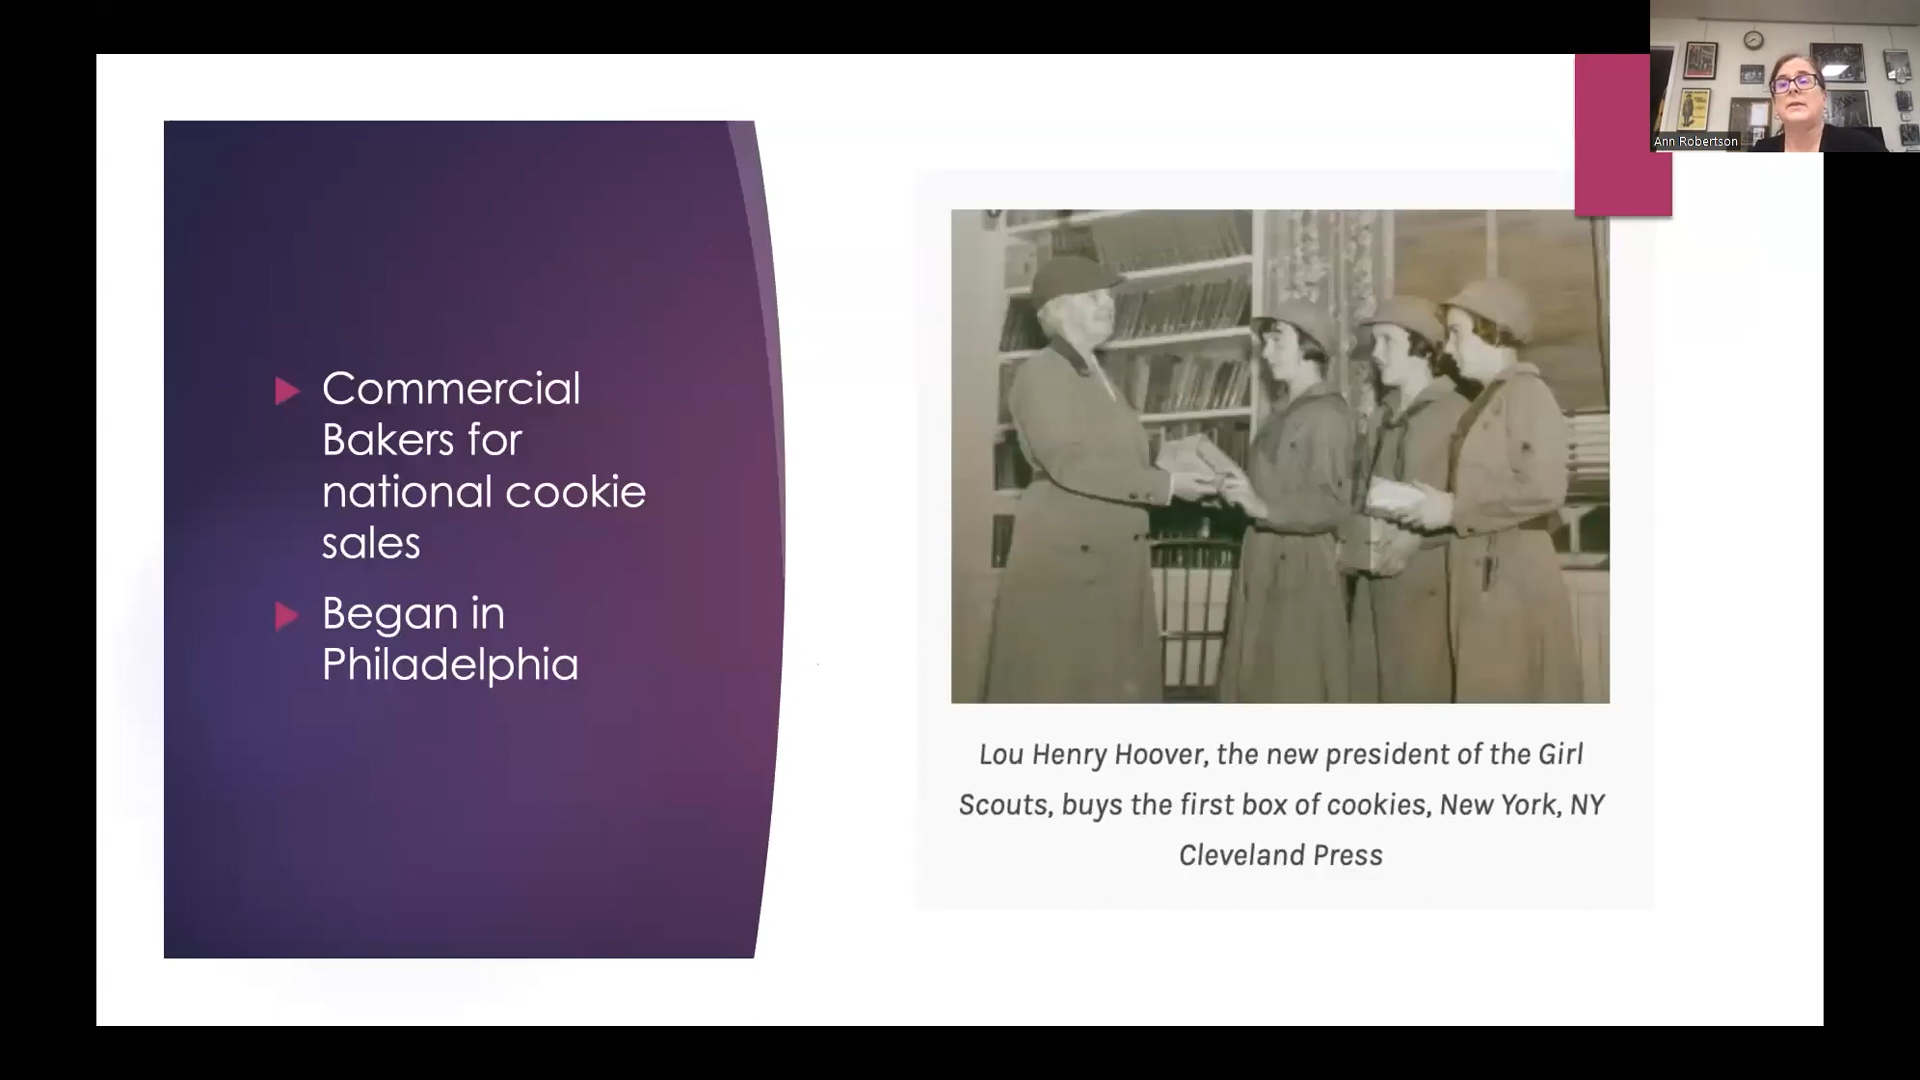 Commercial
Bakers for
national cookie
sales
Began in
Philadelphia
Lou Henry Hoover, the new president of the Girl
Scouts, buys the first box of cookies, New York, NY
Cleveland Press
Ann Robertson